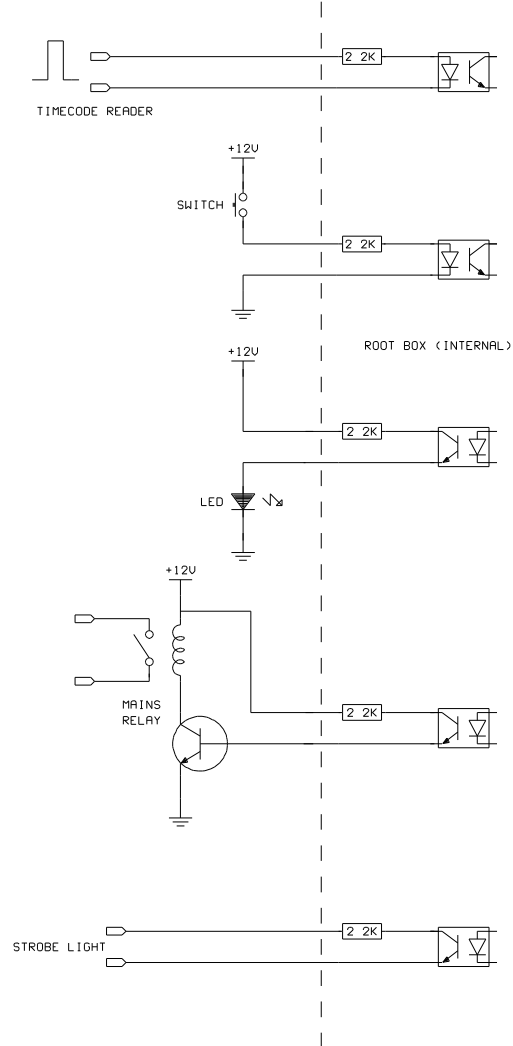 2 2K
TIMECODE READER
+12V
SWITCH
2 2K
ROOT BOX (INTERNAL)
+12V
2 2K
LED
+12V
MAINS
RELAY
2 2K
2 2K
STROBE LIGHT